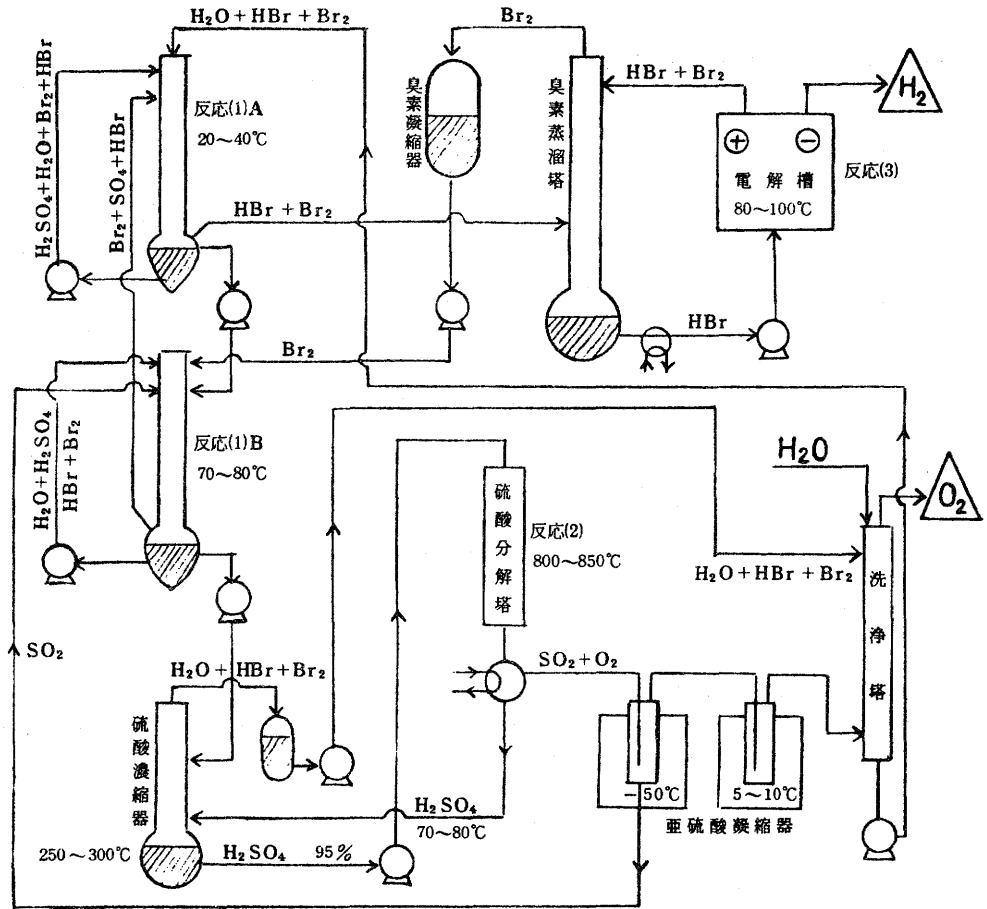 H₂O+HBr+Br₂
Br₂
H₂SO₄+H₂O+Br₂+HBr
Br₂+SO₄+HBr
反応(1)A
20～40℃
臭素凝縮器
臭素蒸溜塔
HBr+Br₂
H₂
⊕ ⊖
電解槽
80～100℃
反応(3)
HBr+Br₂
HBr
Br₂
H₂O+H₂SO₄
HBr+Br₂
反応(1)B
70～80℃
H₂O
O₂
硫酸分解塔
反応(2)
800～850℃
H₂O+HBr+Br₂
洗浄塔
SO₂
H₂O+HBr+Br₂
SO₂+O₂
硫酸濃縮器
－50℃
5～10℃
亜硫酸凝縮器
H₂SO₄
70～80℃
250～300℃
H₂SO₄ 95%